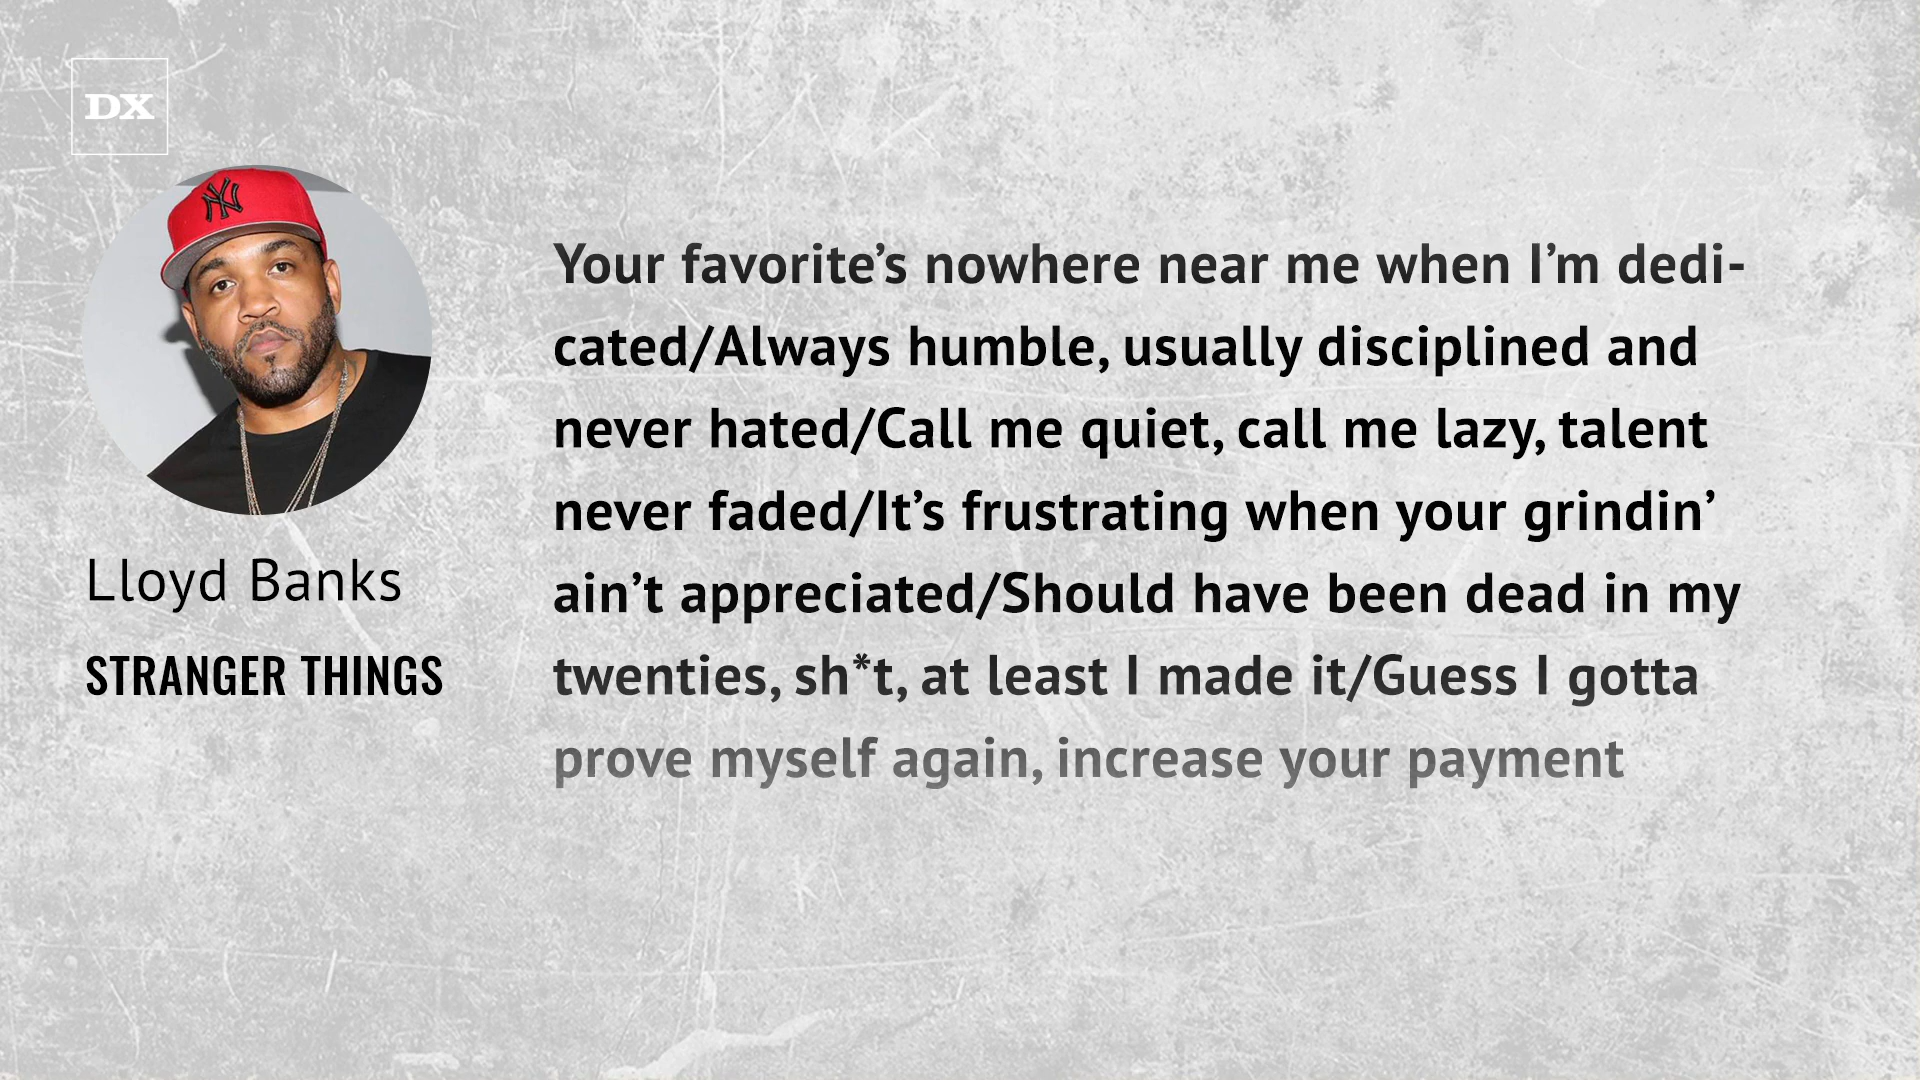 DX
NY
Lloyd Banks
STRANGER THINGS
Your favorite’s nowhere near me when I’m dedi-
cated/Always humble, usually disciplined and
never hated/Call me quiet, call me lazy, talent
never faded/It’s frustrating when your grindin’
ain’t appreciated/Should have been dead in my
twenties, sh*t, at least I made it/Guess I gotta
prove myself again, increase your payment